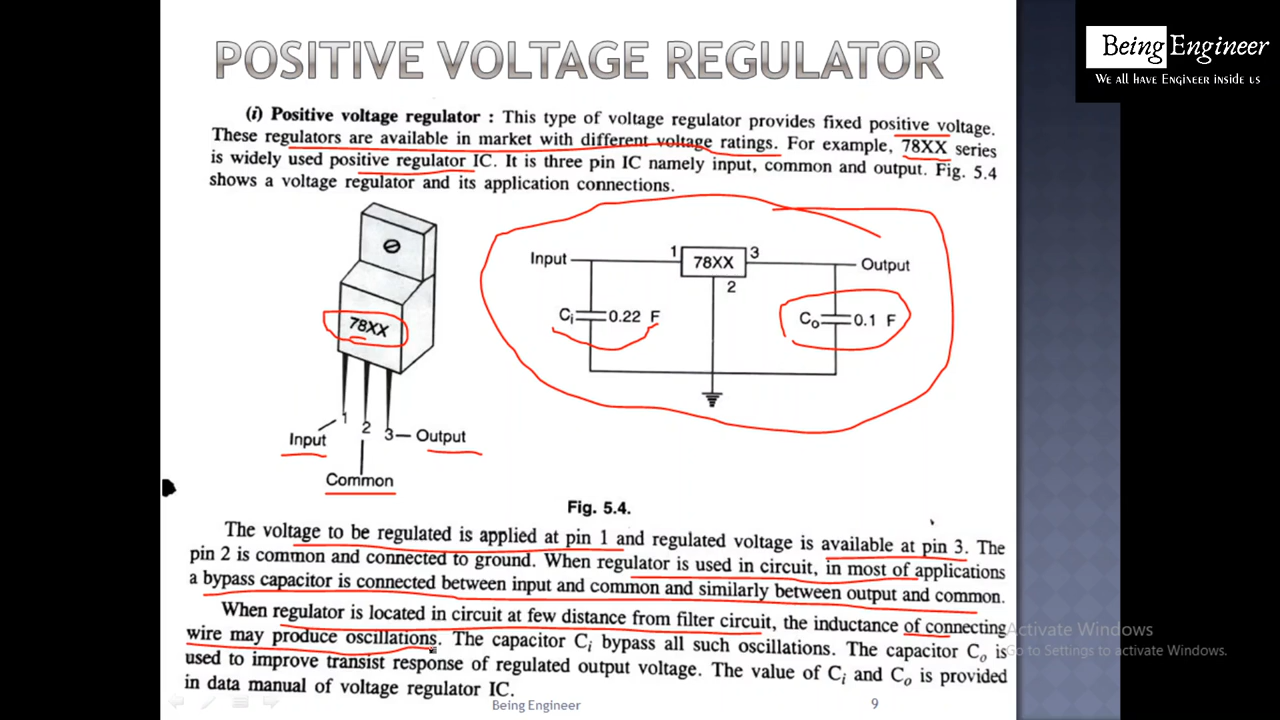 POSITIVE VOLTAGE REGULATOR
Being Engineer
We all have Engineer inside us
(i) Positive voltage regulator : This type of voltage regulator provides fixed positive voltage.
These regulators are available in market with different voltage ratings. For example, 78XX series
is widely used positive regulator IC. It is three pin IC namely input, common and output. Fig. 5.4
shows a voltage regulator and its application connections.
78XX
1
2
3
Input
Output
Common
Input
1
78XX
3
Output
2
Ci
0.22 F
Co
0.1 F
Fig. 5.4.
The voltage to be regulated is applied at pin 1 and regulated voltage is available at pin 3. The
pin 2 is common and connected to ground. When regulator is used in circuit, in most of applications
a bypass capacitor is connected between input and common and similarly between output and common.
When regulator is located in circuit at few distance from filter circuit, the inductance of connecting
wire may produce oscillations. The capacitor Ci bypass all such oscillations. The capacitor Co is
used to improve transist response of regulated output voltage. The value of Ci and Co is provided
in data manual of voltage regulator IC.
Activate Windows
Go to Settings to activate Windows.
Being Engineer
9